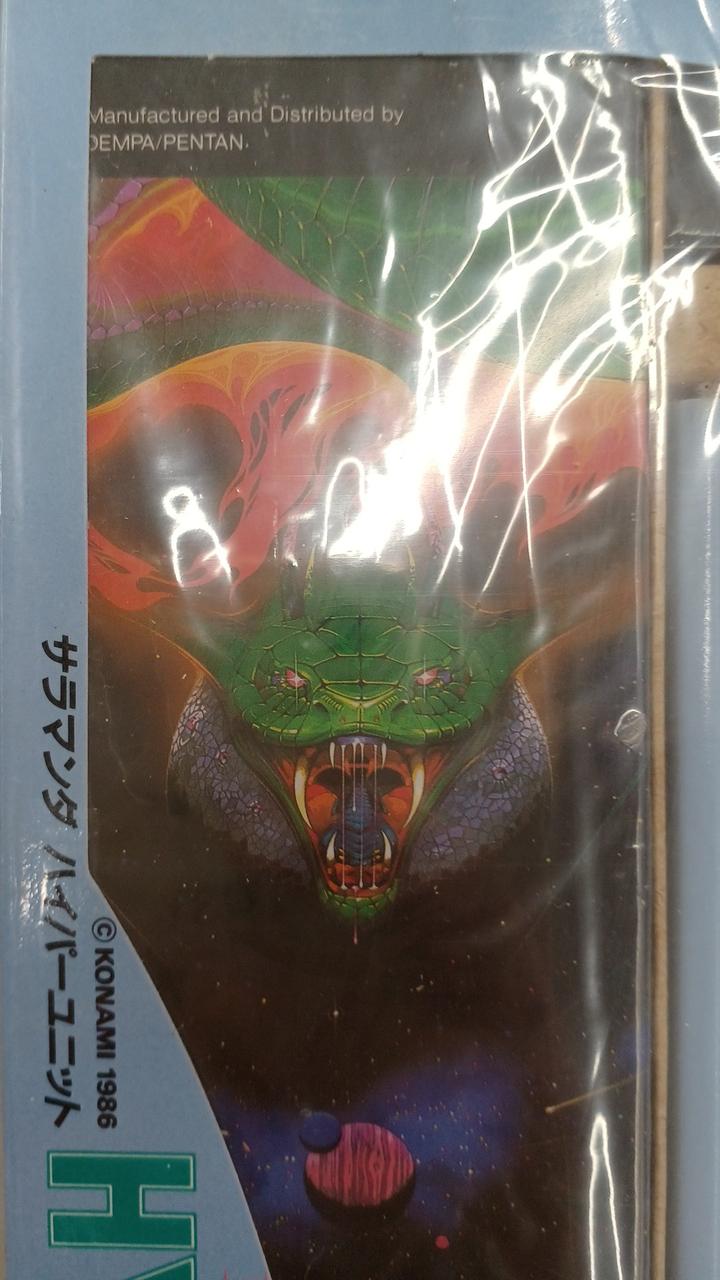 Manufactured and Distributed by
DEMPA/PENTAN.
サラマンダ ハイパーユニット
© KONAMI 1986
HY